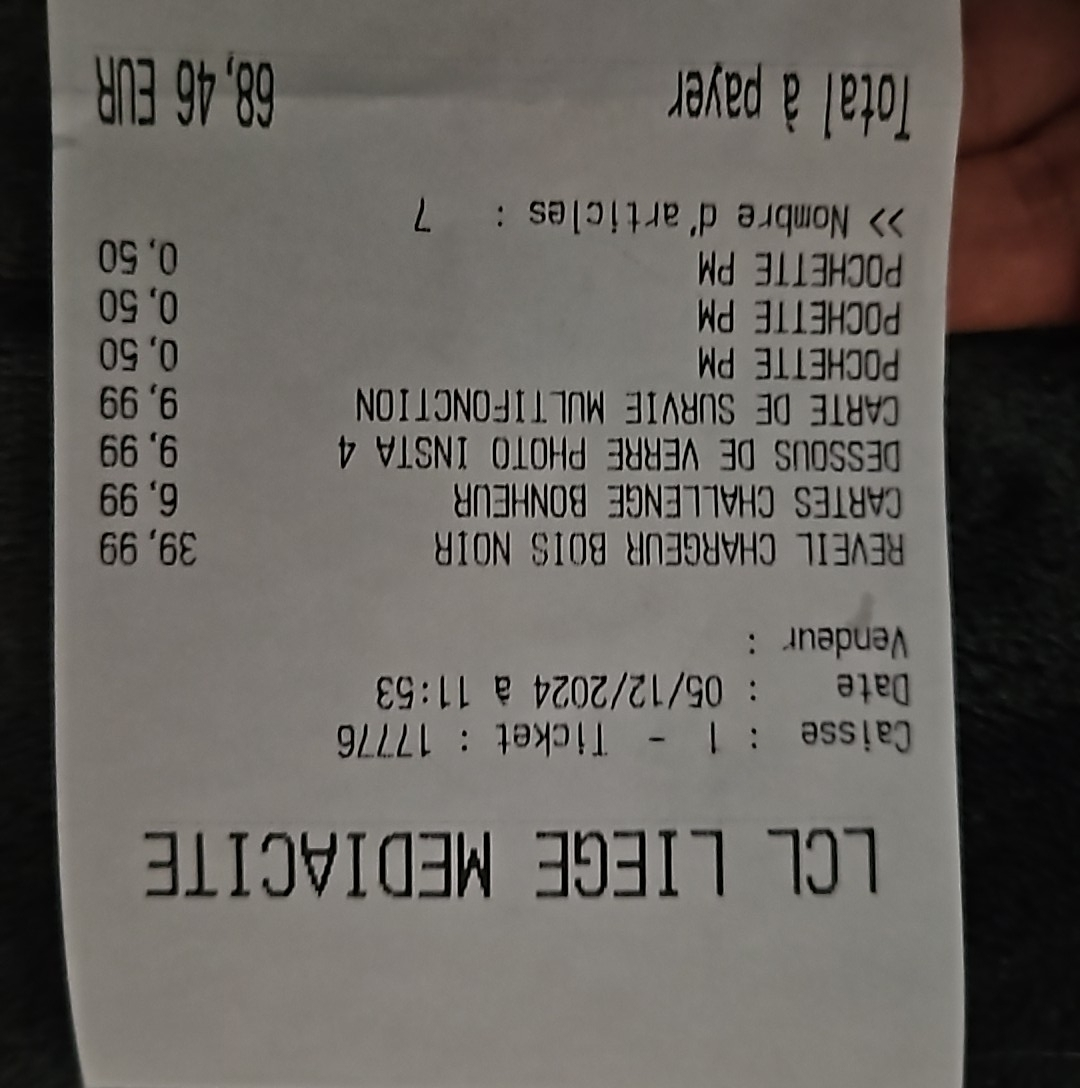 LCL LIEGE MEDIACITE
Caisse : 1 - Ticket : 17776
Date : 05/12/2024 a 11:53
Vendeur :
REVEIL CHARGEUR BOIS NOIR 39,99
CARTES CHALLENGE BONHEUR 6,99
DESSOUS DE VERRE PHOTO INSTA 4 9,99
CARTE DE SURVIE MULTIFONCTION 9,99
POCHETTE PM 0,50
POCHETTE PM 0,50
POCHETTE PM 0,50
>> Nombre d'articles : 7
Total à payer 68,46 EUR